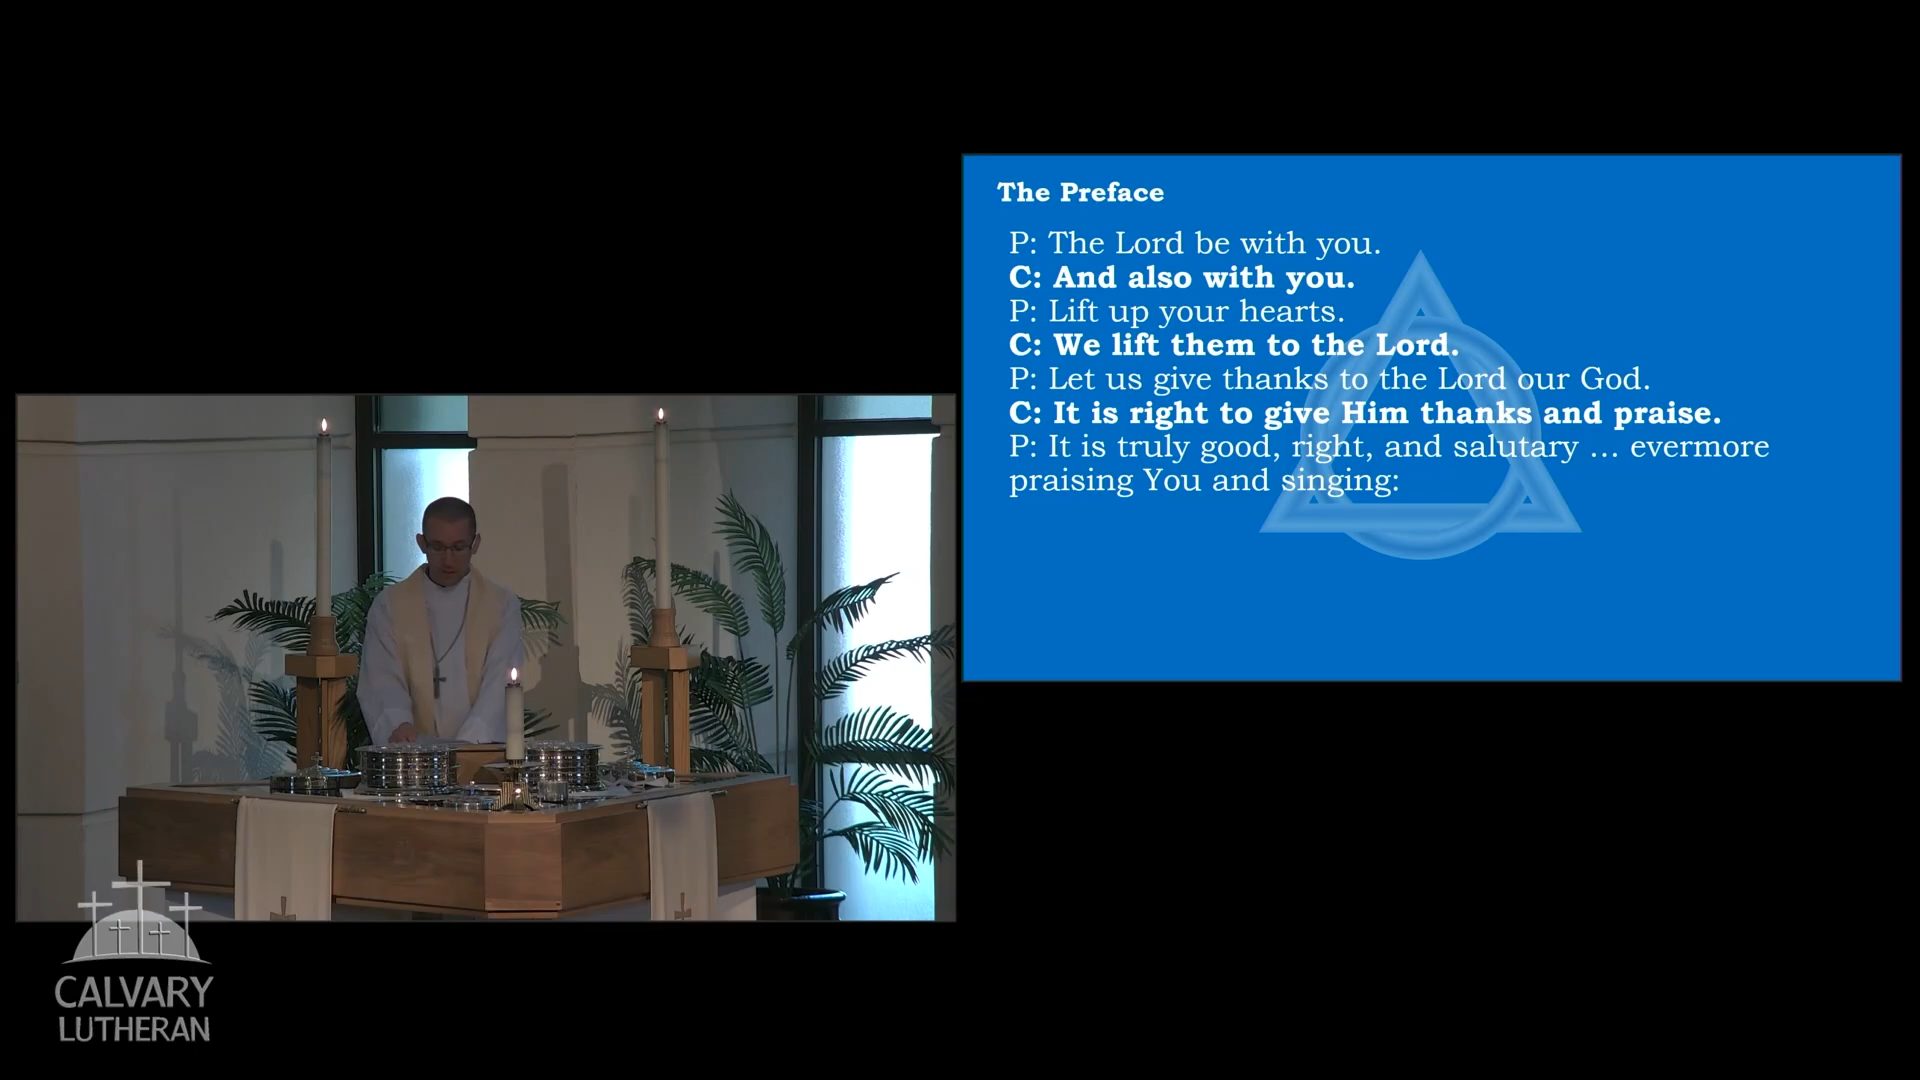 The Preface
P: The Lord be with you.
C: And also with you.
P: Lift up your hearts.
C: We lift them to the Lord.
P: Let us give thanks to the Lord our God.
C: It is right to give Him thanks and praise.
P: It is truly good, right, and salutary … evermore
praising You and singing:
CALVARY
LUTHERAN